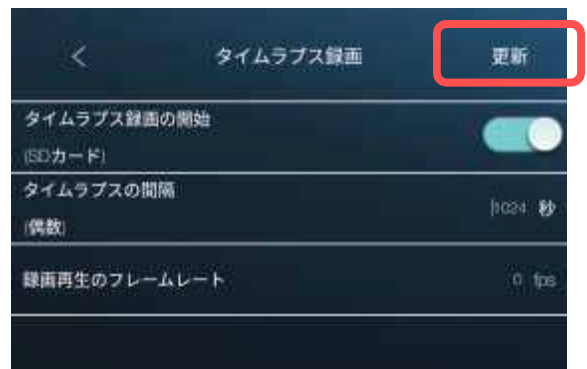 タイムラプス録画
更新
タイムラプス録画の開始
(SDカード)
タイムラプスの間隔
1024 秒
(偶数)
録画再生のフレームレート
0 fps